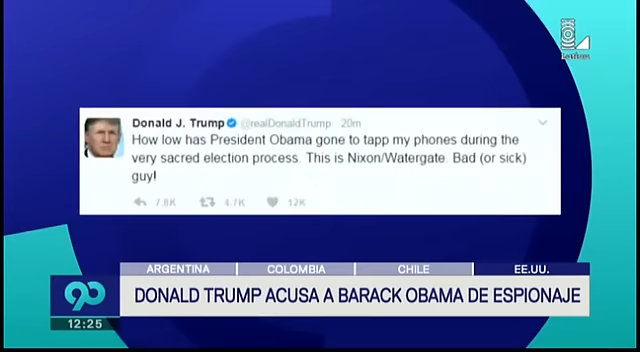 Latina
Donald J. Trump @realDonaldTrump 20m
How low has President Obama gone to tapp my phones during the
very sacred election process. This is Nixon/Watergate. Bad (or sick)
guy!
7.8K 4.7K 12K
ARGENTINA COLOMBIA CHILE EE.UU.
90 DONALD TRUMP ACUSA A BARACK OBAMA DE ESPIONAJE
12:25